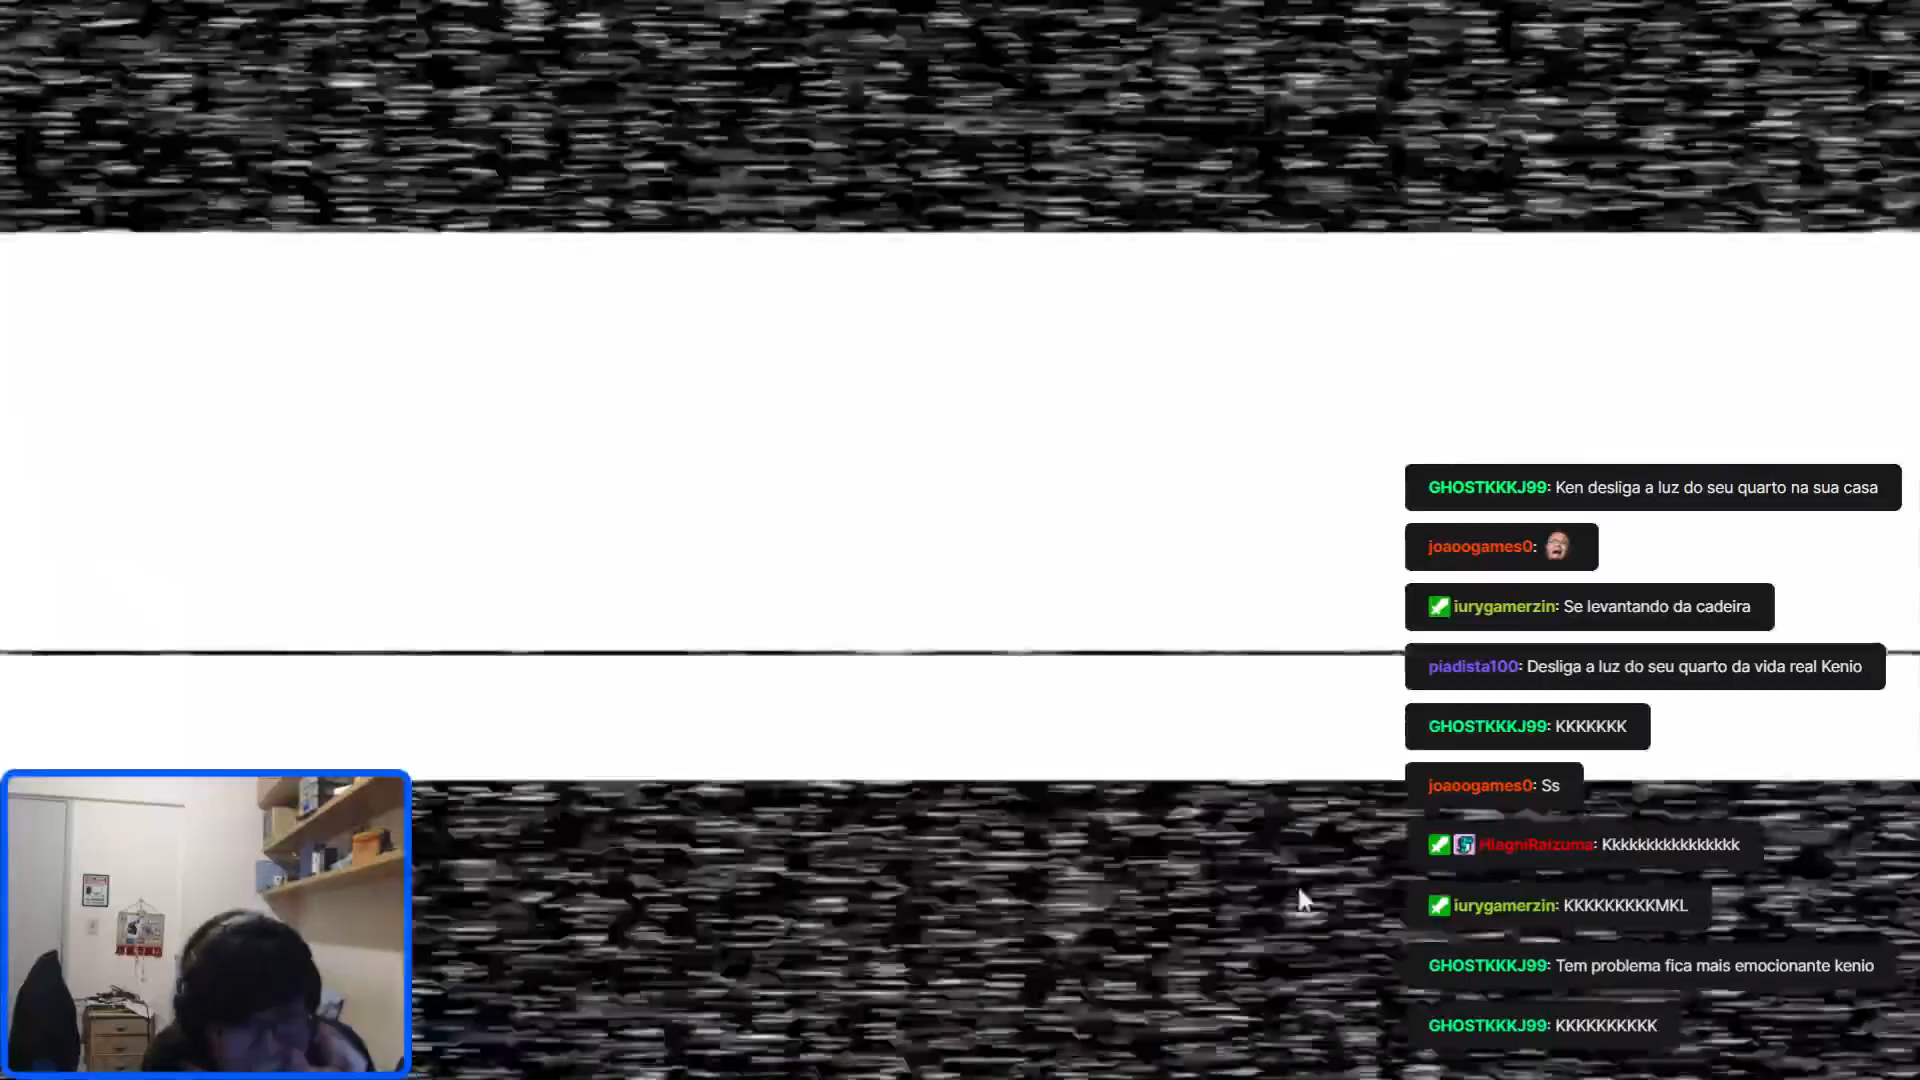 GHOSTKKKJ99: Ken desliga a luz do seu quarto na sua casa
joaoogames0:
iurygamerzin: Se levantando da cadeira
piadista100: Desliga a luz do seu quarto da vida real Kenio
GHOSTKKKJ99: KKKKKKK
joaoogames0: Ss
HlagniRaizuma: Kkkkkkkkkkkkkkkk
iurygamerzin: KKKKKKKKKMKL
GHOSTKKKJ99: Tem problema fica mais emocionante kenio
GHOSTKKKJ99: KKKKKKKKKK